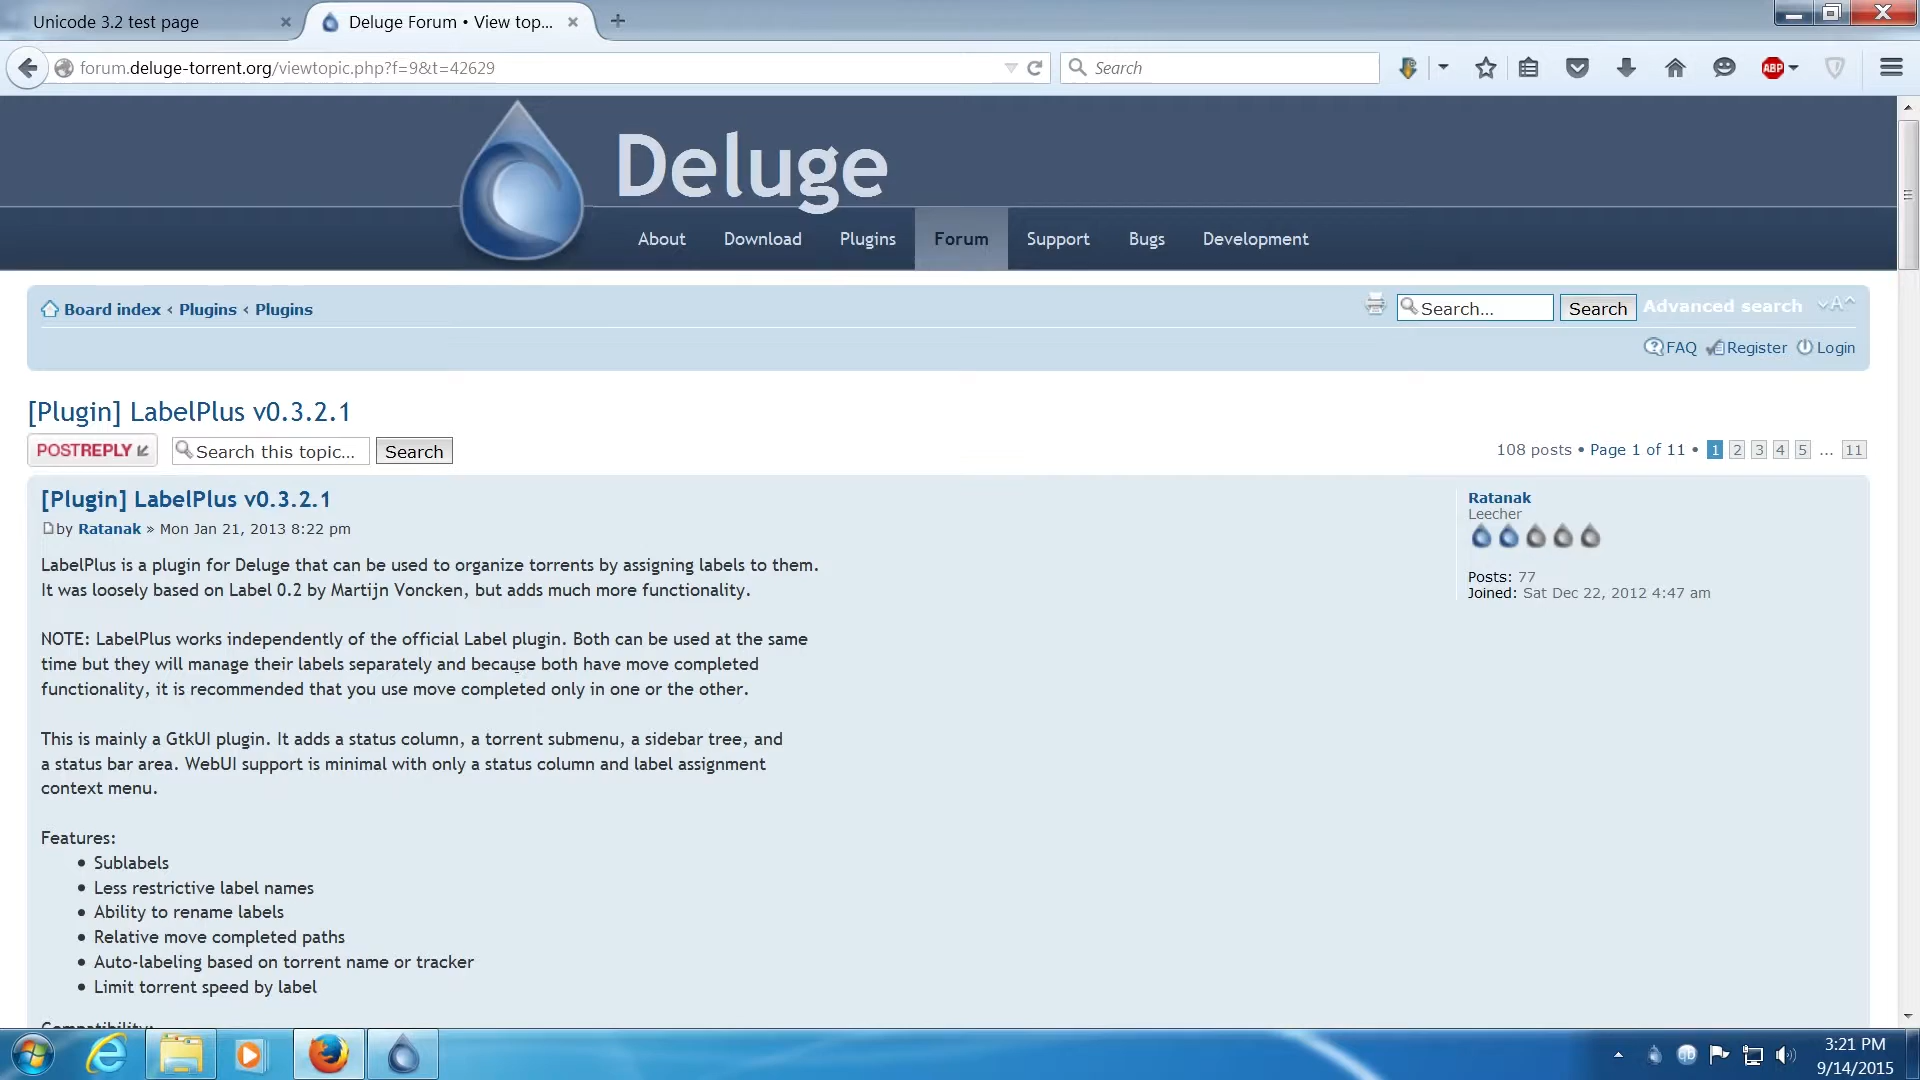 Unicode 3.2 test page
Deluge Forum • View top...
forum.deluge-torrent.org/viewtopic.php?f=9&t=42629
Search
ABP
Deluge
About Download Plugins Forum Support Bugs Development
Board index ‹ Plugins ‹ Plugins
Search... Search Advanced search
FAQ Register Login
[Plugin] LabelPlus v0.3.2.1
POSTREPLY Search this topic... Search
108 posts • Page 1 of 11 • 1 2 3 4 5 ... 11
[Plugin] LabelPlus v0.3.2.1
by Ratanak » Mon Jan 21, 2013 8:22 pm
Ratanak
Leecher
Posts: 77
Joined: Sat Dec 22, 2012 4:47 am
LabelPlus is a plugin for Deluge that can be used to organize torrents by assigning labels to them.
It was loosely based on Label 0.2 by Martijn Voncken, but adds much more functionality.
NOTE: LabelPlus works independently of the official Label plugin. Both can be used at the same
time but they will manage their labels separately and because both have move completed
functionality, it is recommended that you use move completed only in one or the other.
This is mainly a GtkUI plugin. It adds a status column, a torrent submenu, a sidebar tree, and
a status bar area. WebUI support is minimal with only a status column and label assignment
context menu.
Features:
• Sublabels
• Less restrictive label names
• Ability to rename labels
• Relative move completed paths
• Auto-labeling based on torrent name or tracker
• Limit torrent speed by label
Compatibility:
qb
3:21 PM
9/14/2015